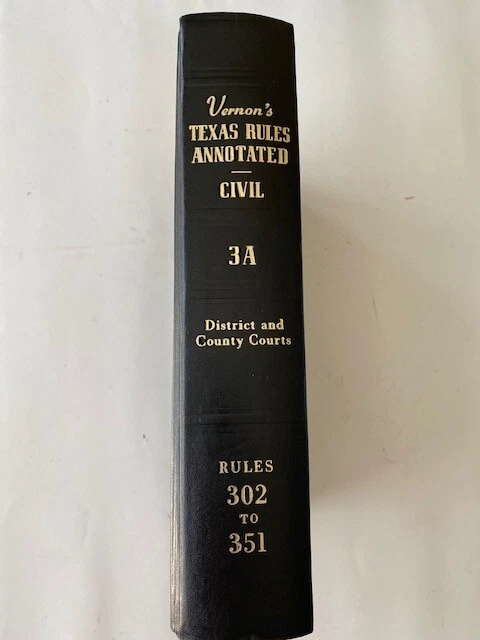 Vernon's
TEXAS RULES
ANNOTATED
CIVIL
3A
District and
County Courts
RULES
302
TO
351